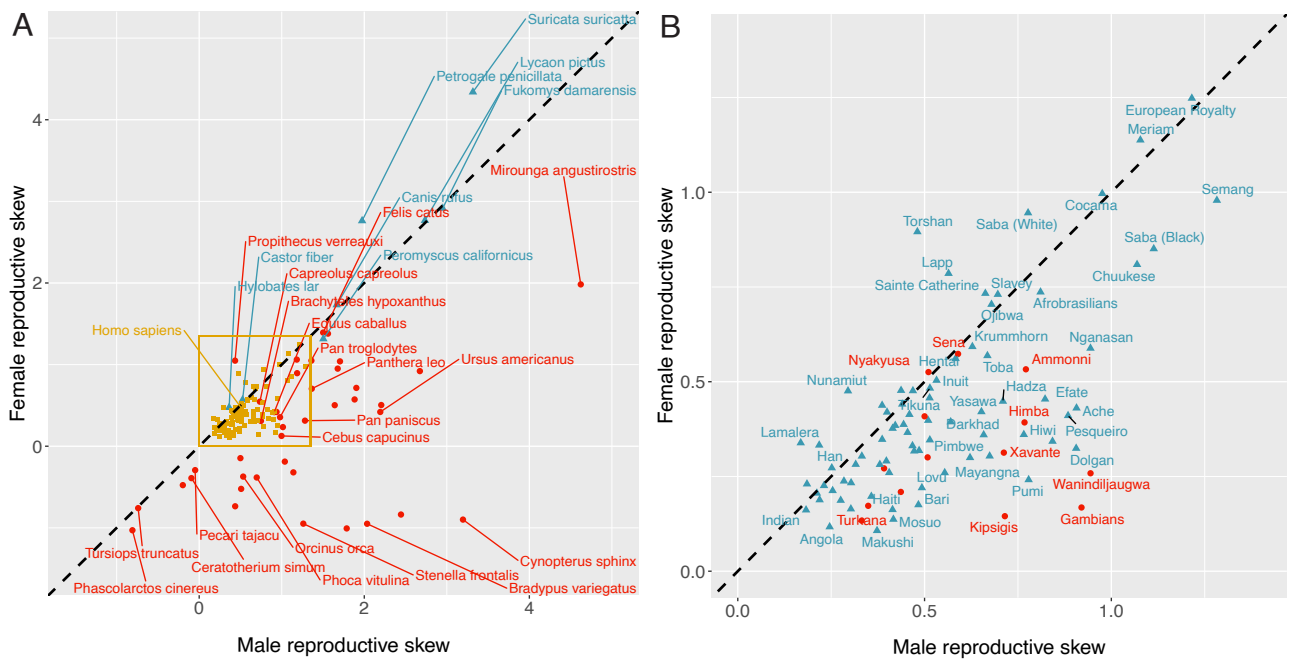 A
Suricata suricatta
Lycaon pictus
Petrogale penicillata
Fukomys damarensis
Mirounga angustirostris
Canis rufus
Felis catus
Propithecus verreauxi
Castor fiber
Peromyscus californicus
Capreolus capreolus
Hylobates lar
Brachyteles hypoxanthus
Homo sapiens
Equus caballus
Pan troglodytes
Panthera leo
Ursus americanus
Pan paniscus
Cebus capucinus
Pecari tajacu
Tursiops truncatus
Orcinus orca
Ceratotherium simum
Cynopterus sphinx
Phoca vitulina
Stenella frontalis
Phascolarctos cinereus
Bradypus variegatus
4
2
0
0
2
4
Female reproductive skew
Male reproductive skew
B
European Royalty
Meriam
Semang
Cocama
Torshan
Saba (White)
Saba (Black)
Lapp
Chuukese
Sainte Catherine
Slavey
Afrobrasilians
Ojibwa
Krummhorn
Nganasan
Sena
Nyakyusa
Hentai
Toba
Ammonni
Nunamiut
Inuit
Hadza
Efate
Tikuna
Yasawa
Himba
Ache
Lamalera
Darkhad
Hiwi
Pesqueiro
Han
Pimbwe
Xavante
Dolgan
Mayangna
Lovu
Pumi
Wanindiljaugwa
Haiti
Bari
Indian
Turkana
Mosuo
Kipsigis
Gambians
Angola
Makushi
1.0
0.5
0.0
0.0
0.5
1.0
Female reproductive skew
Male reproductive skew